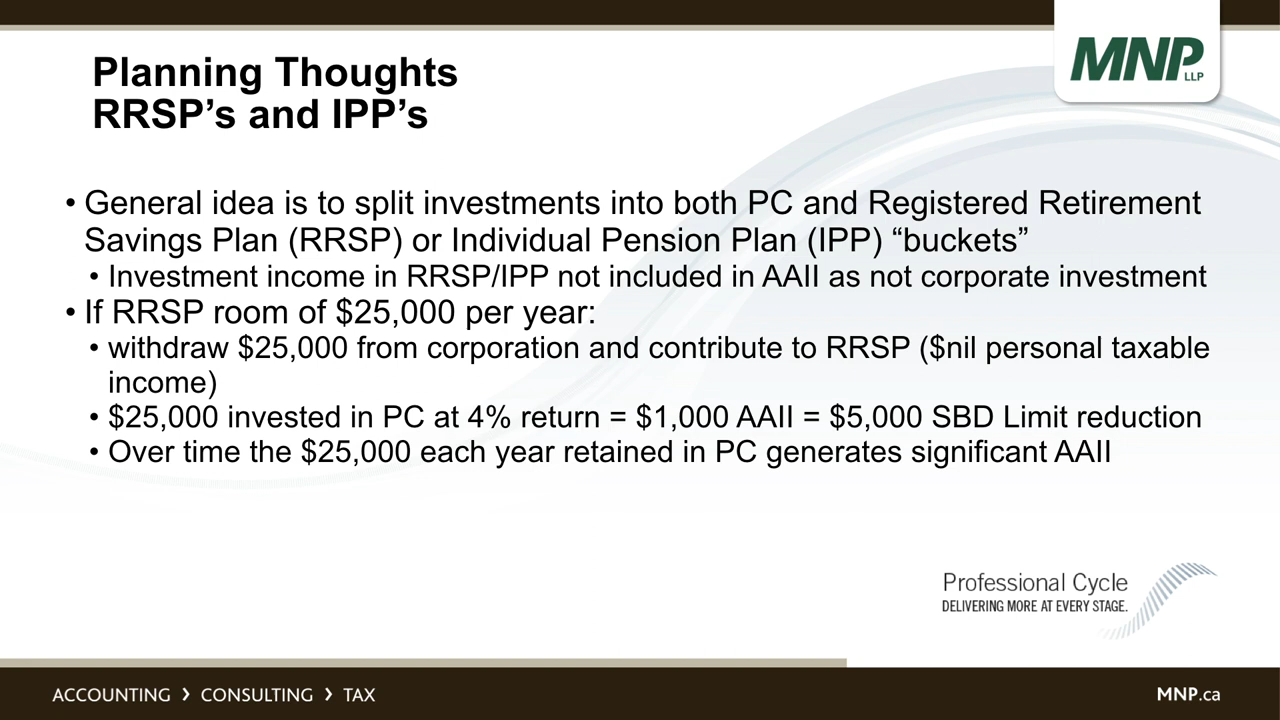 MNP
LLP
Planning Thoughts
RRSP’s and IPP’s
• General idea is to split investments into both PC and Registered Retirement
Savings Plan (RRSP) or Individual Pension Plan (IPP) “buckets”
• Investment income in RRSP/IPP not included in AAII as not corporate investment
• If RRSP room of $25,000 per year:
• withdraw $25,000 from corporation and contribute to RRSP ($nil personal taxable
income)
• $25,000 invested in PC at 4% return = $1,000 AAII = $5,000 SBD Limit reduction
• Over time the $25,000 each year retained in PC generates significant AAII
Professional Cycle
DELIVERING MORE AT EVERY STAGE.
ACCOUNTING › CONSULTING › TAX
MNP.ca